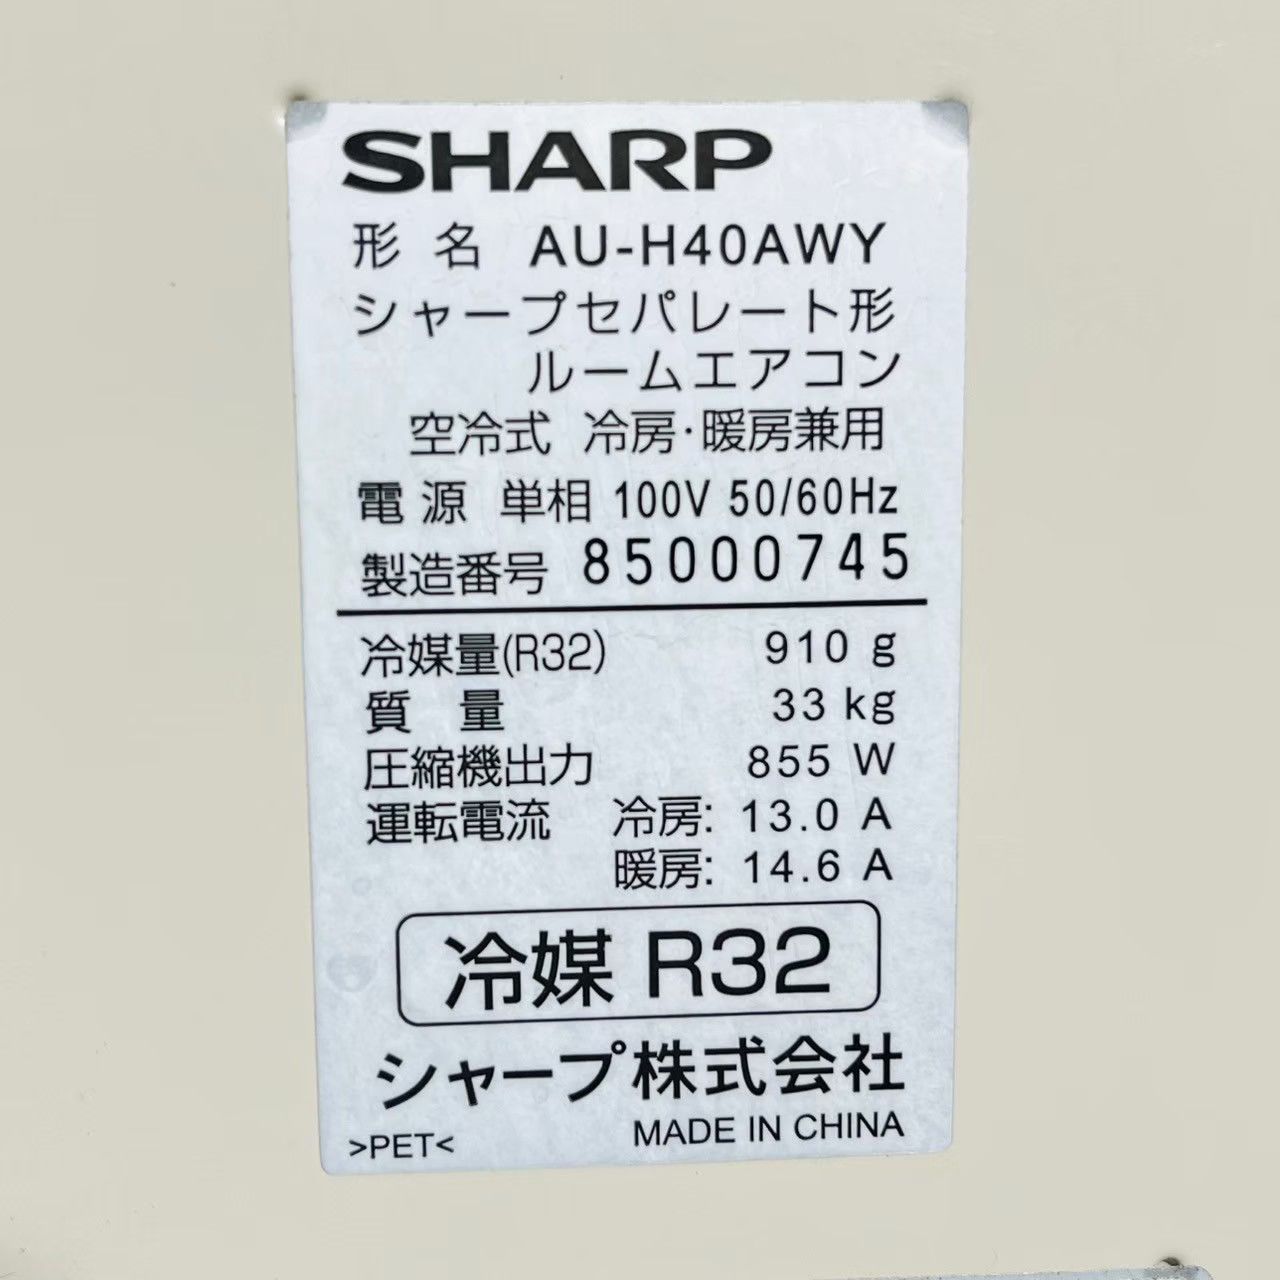 SHARP
形 名 AU-H40AWY
シャープセパレート形
ルームエアコン
空冷式 冷房・暖房兼用
電 源 単相 100V 50/60Hz
製造番号 85000745
冷媒量(R32) 910 g
質 量 33 kg
圧縮機出力 855 W
運転電流 冷房: 13.0 A
暖房: 14.6 A
冷媒 R32
シャープ株式会社
>PET< MADE IN CHINA